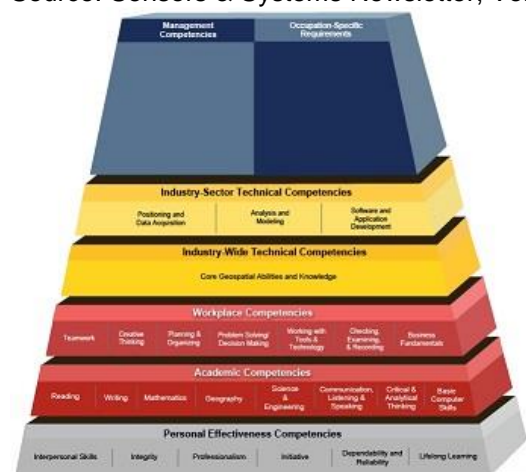 Source: Sensors & Systems Newsletter,
Management
Competencies
Occupation-Specific
Requirements
Industry-Sector Technical Competencies
Positioning and
Data Acquisition
Analysis and
Modeling
Software and
Application
Development
Industry-Wide Technical Competencies
Core Geospatial Abilities and Knowledge
Workplace Competencies
Teamwork
Creative
Thinking
Planning &
Organizing
Problem Solving/
Decision Making
Working with
Tools &
Technology
Checking,
Examining,
& Recording
Business
Fundamentals
Academic Competencies
Reading
Writing
Mathematics
Geography
Science
&
Engineering
Communication,
Listening &
Speaking
Critical &
Analytical
Thinking
Basic
Computer
Skills
Personal Effectiveness Competencies
Interpersonal Skills
Integrity
Professionalism
Initiative
Dependability and
Reliability
Lifelong Learning